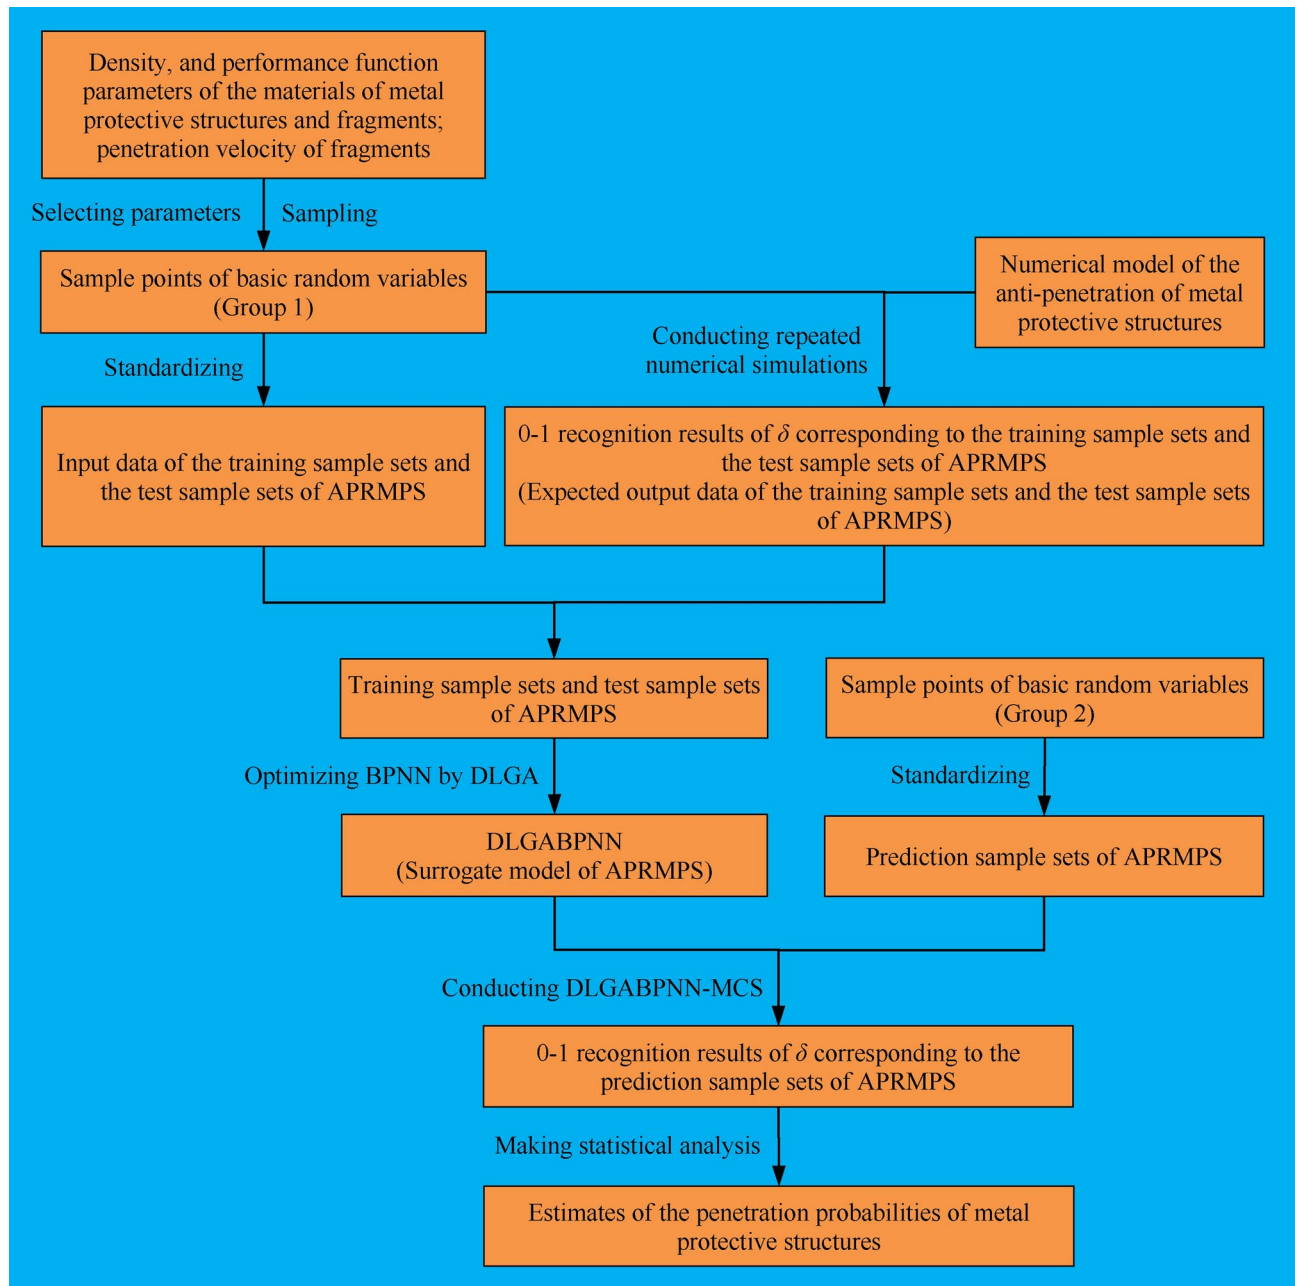 Density, and performance function
parameters of the materials of metal
protective structures and fragments;
penetration velocity of fragments
Selecting parameters
Sampling
Sample points of basic random variables
(Group 1)
Numerical model of the
anti-penetration of metal
protective structures
Standardizing
Conducting repeated
numerical simulations
Input data of the training sample sets and
the test sample sets of APRMPS
0-1 recognition results of δ corresponding to the training sample sets and
the test sample sets of APRMPS
(Expected output data of the training sample sets and the test sample sets
of APRMPS)
Training sample sets and test sample sets
of APRMPS
Sample points of basic random variables
(Group 2)
Optimizing BPNN by DLGA
Standardizing
DLGABPNN
(Surrogate model of APRMPS)
Prediction sample sets of APRMPS
Conducting DLGABPNN-MCS
0-1 recognition results of δ corresponding to the
prediction sample sets of APRMPS
Making statistical analysis
Estimates of the penetration probabilities of metal
protective structures